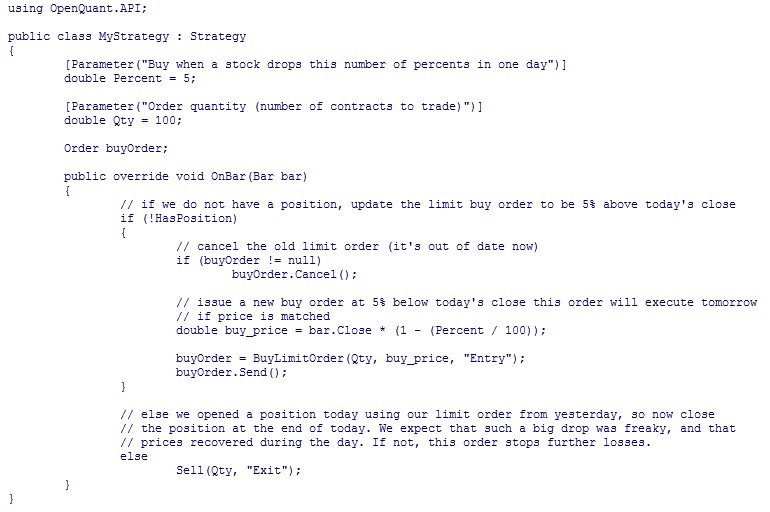 using OpenQuant.API;
public class MyStrategy : Strategy
{
[Parameter("Buy when a stock drops this number of percents in one day")]
double Percent = 5;
[Parameter("Order quantity (number of contracts to trade)")]
double Qty = 100;
Order buyOrder;
public override void OnBar(Bar bar)
{
// if we do not have a position, update the limit buy order to be 5% above today's close
if (!HasPosition)
{
// cancel the old limit order (it's out of date now)
if (buyOrder != null)
buyOrder.Cancel();
// issue a new buy order at 5% below today's close this order will execute tomorrow
// if price is matched
double buy_price = bar.Close * (1 - (Percent / 100));
buyOrder = BuyLimitOrder(Qty, buy_price, "Entry");
buyOrder.Send();
}
// else we opened a position today using our limit order from yesterday, so now close
// the position at the end of today. We expect that such a big drop was freaky, and that
// prices recovered during the day. If not, this order stops further losses.
else
Sell(Qty, "Exit");
}
}